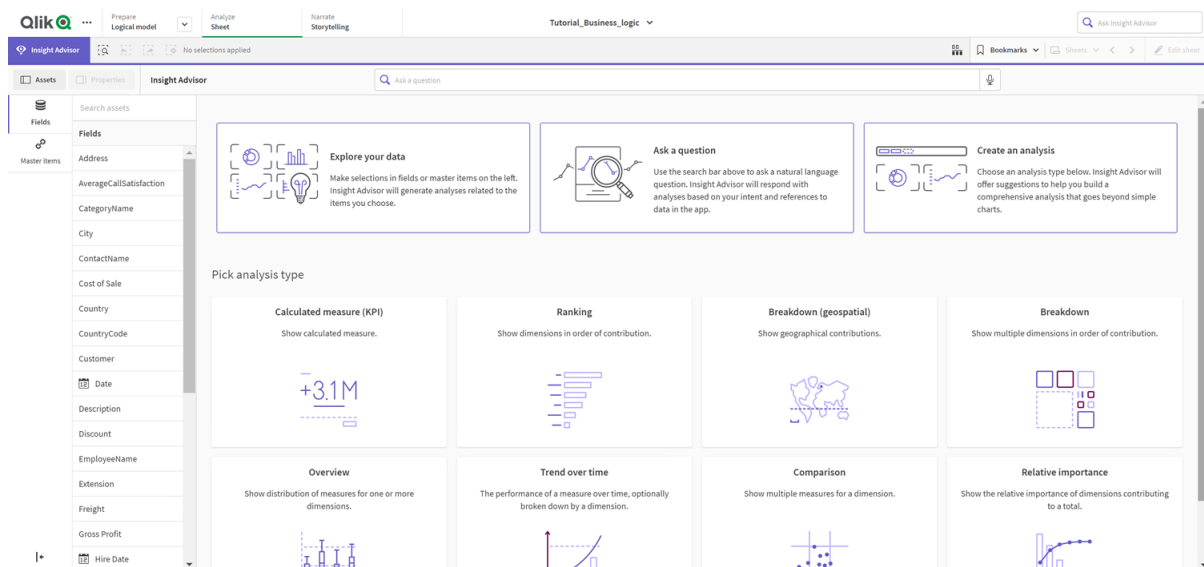 Qlik
Prepare
Logical model
Analyze
Sheet
Narrate
Storytelling
Tutorial_Business_logic
Ask Insight Advisor
Insight Advisor
No selections applied
Bookmarks
Sheets
Edit sheet
Assets
Properties
Insight Advisor
Ask a question
Fields
Master items
Search assets
Fields
Address
AverageCallSatisfaction
CategoryName
City
ContactName
Cost of Sale
Country
CountryCode
Customer
Date
Description
Discount
EmployeeName
Extension
Freight
Gross Profit
Hire Date
Explore your data
Make selections in fields or master items on the left.
Insight Advisor will generate analyses related to the
items you choose.
Ask a question
Use the search bar above to ask a natural language
question. Insight Advisor will respond with
analyses based on your intent and references to
data in the app.
Create an analysis
Choose an analysis type below. Insight Advisor will
offer suggestions to help you build a
comprehensive analysis that goes beyond simple
charts.
Pick analysis type
Calculated measure (KPI)
Show calculated measure.
+3.1M
Ranking
Show dimensions in order of contribution.
Breakdown (geospatial)
Show geographical contributions.
Breakdown
Show multiple dimensions in order of contribution.
Overview
Show distribution of measures for one or more
dimensions.
Trend over time
The performance of a measure over time, optionally
broken down by a dimension.
Comparison
Show multiple measures for a dimension.
Relative importance
Show the relative importance of dimensions contributing
to a total.